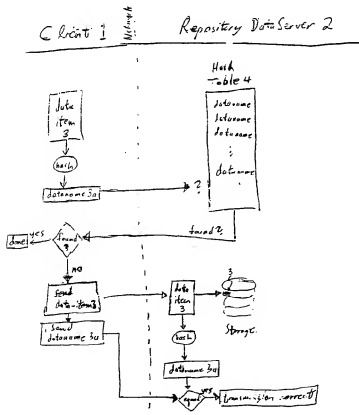 Client 1
Network
Repository DataServer 2
Hash
Table 4
dataname
dataname
dataname
dataname
data
item
3
hash
dataname 3a
?
found?
yes
done
found
?
no
send
data-item 3
send
dataname 3a
data
item
3
3
Storage
hash
dataname 3a
equal
yes
transmission correct